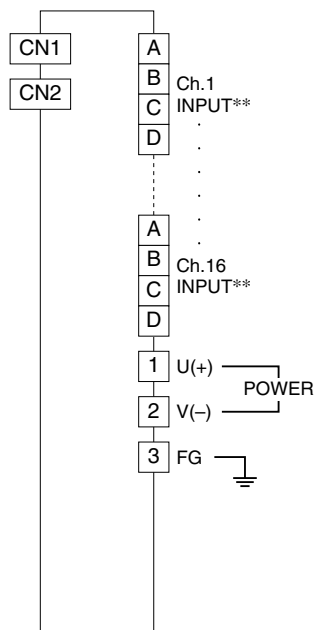 CN1
CN2
A
B
C
D
Ch.1
INPUT**
A
B
C
D
Ch.16
INPUT**
1 U(+)
POWER
2 V(–)
3 FG